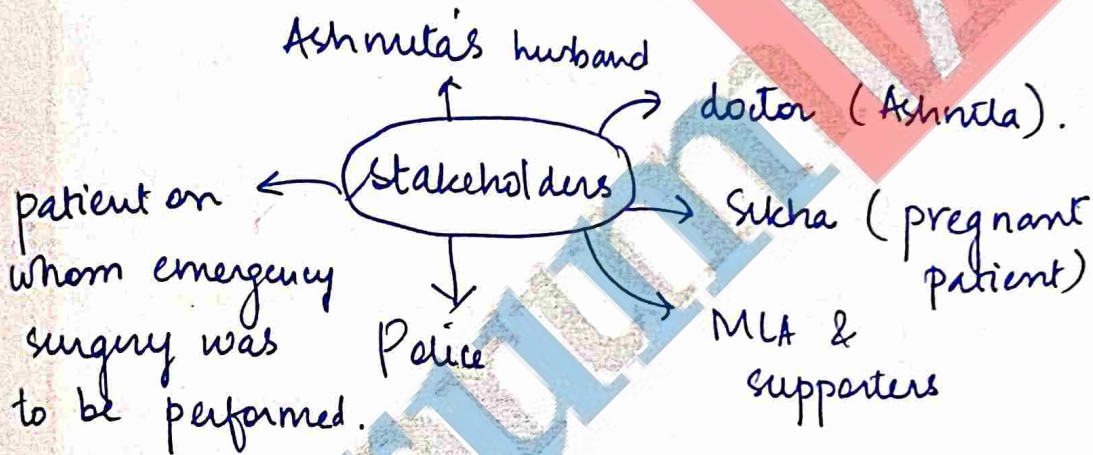 Ashmita's husband
doctor (Ashmita).
Stakeholders
Sikha (pregnant
patient)
MLA &
supporters
Police
patient on
whom emergency
surgery was
to be performed.